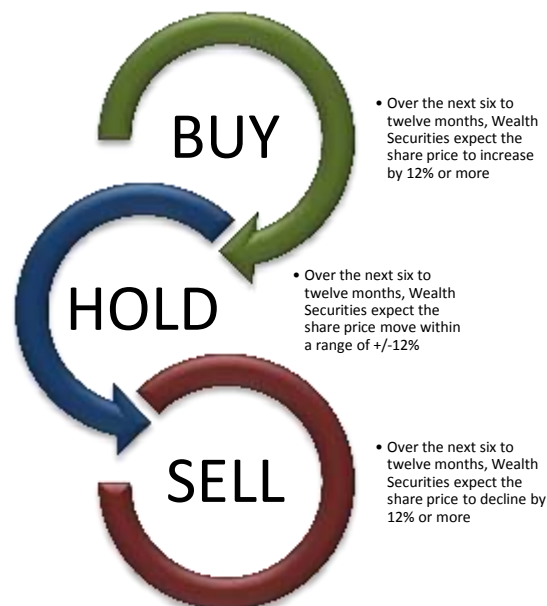 BUY
• Over the next six to
twelve months, Wealth
Securities expect the
share price to increase
by 12% or more
HOLD
• Over the next six to
twelve months, Wealth
Securities expect the
share price move within
a range of +/-12%
SELL
• Over the next six to
twelve months, Wealth
Securities expect the
share price to decline by
12% or more